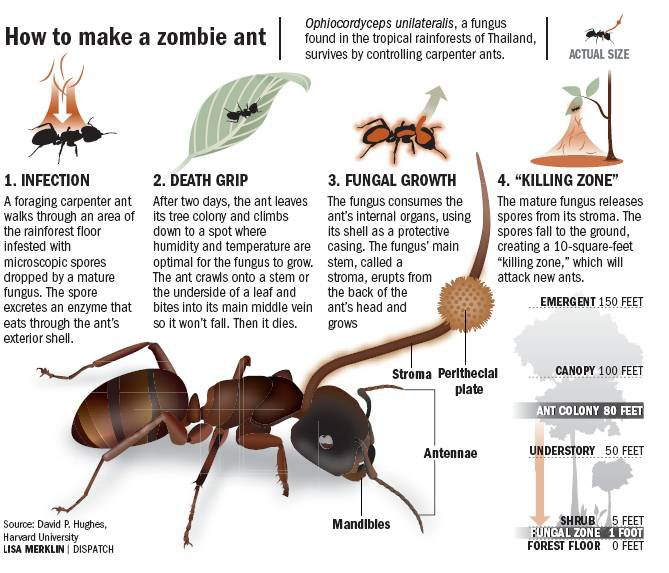 How to make a zombie ant
Ophiocordyceps unilateralis, a fungus
found in the tropical rainforests of Thailand,
survives by controlling carpenter ants.
ACTUAL SIZE
1. INFECTION
A foraging carpenter ant
walks through an area of
the rainforest floor
infested with
microscopic spores
dropped by a mature
fungus. The spore
excretes an enzyme that
eats through the ant's
exterior shell.
2. DEATH GRIP
After two days, the ant leaves
its tree colony and climbs
down to a spot where
humidity and temperature are
optimal for the fungus to grow.
The ant crawls onto a stem or
the underside of a leaf and
bites into its main middle vein
so it won't fall. Then it dies.
3. FUNGAL GROWTH
The fungus consumes the
ant's internal organs, using
its shell as a protective
casing. The fungus' main
stem, called a
stroma, erupts from
the back of the
ant's head and
grows
4. “KILLING ZONE”
The mature fungus releases
spores from its stroma. The
spores fall to the ground,
creating a 10-square-feet
“killing zone,” which will
attack new ants.
EMERGENT 150 FEET
CANOPY 100 FEET
ANT COLONY 80 FEET
UNDERSTORY 50 FEET
SHRUB 5 FEET
FUNGAL ZONE 1 FOOT
FOREST FLOOR 0 FEET
Stroma
Perithecial
plate
Antennae
Mandibles
Source: David P. Hughes,
Harvard University
LISA MERKLIN | DISPATCH